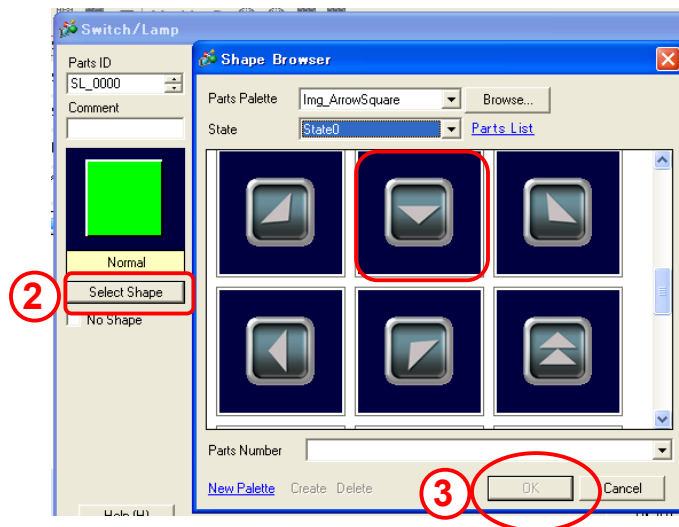 Switch/Lamp
Parts ID
SL_0000
Comment
Normal
2
Select Shape
No Shape
Help (H)
Shape Browser
Parts Palette
Img_ArrowSquare
Browse...
State
State0
Parts List
Parts Number
New Palette
Create
Delete
3
OK
Cancel